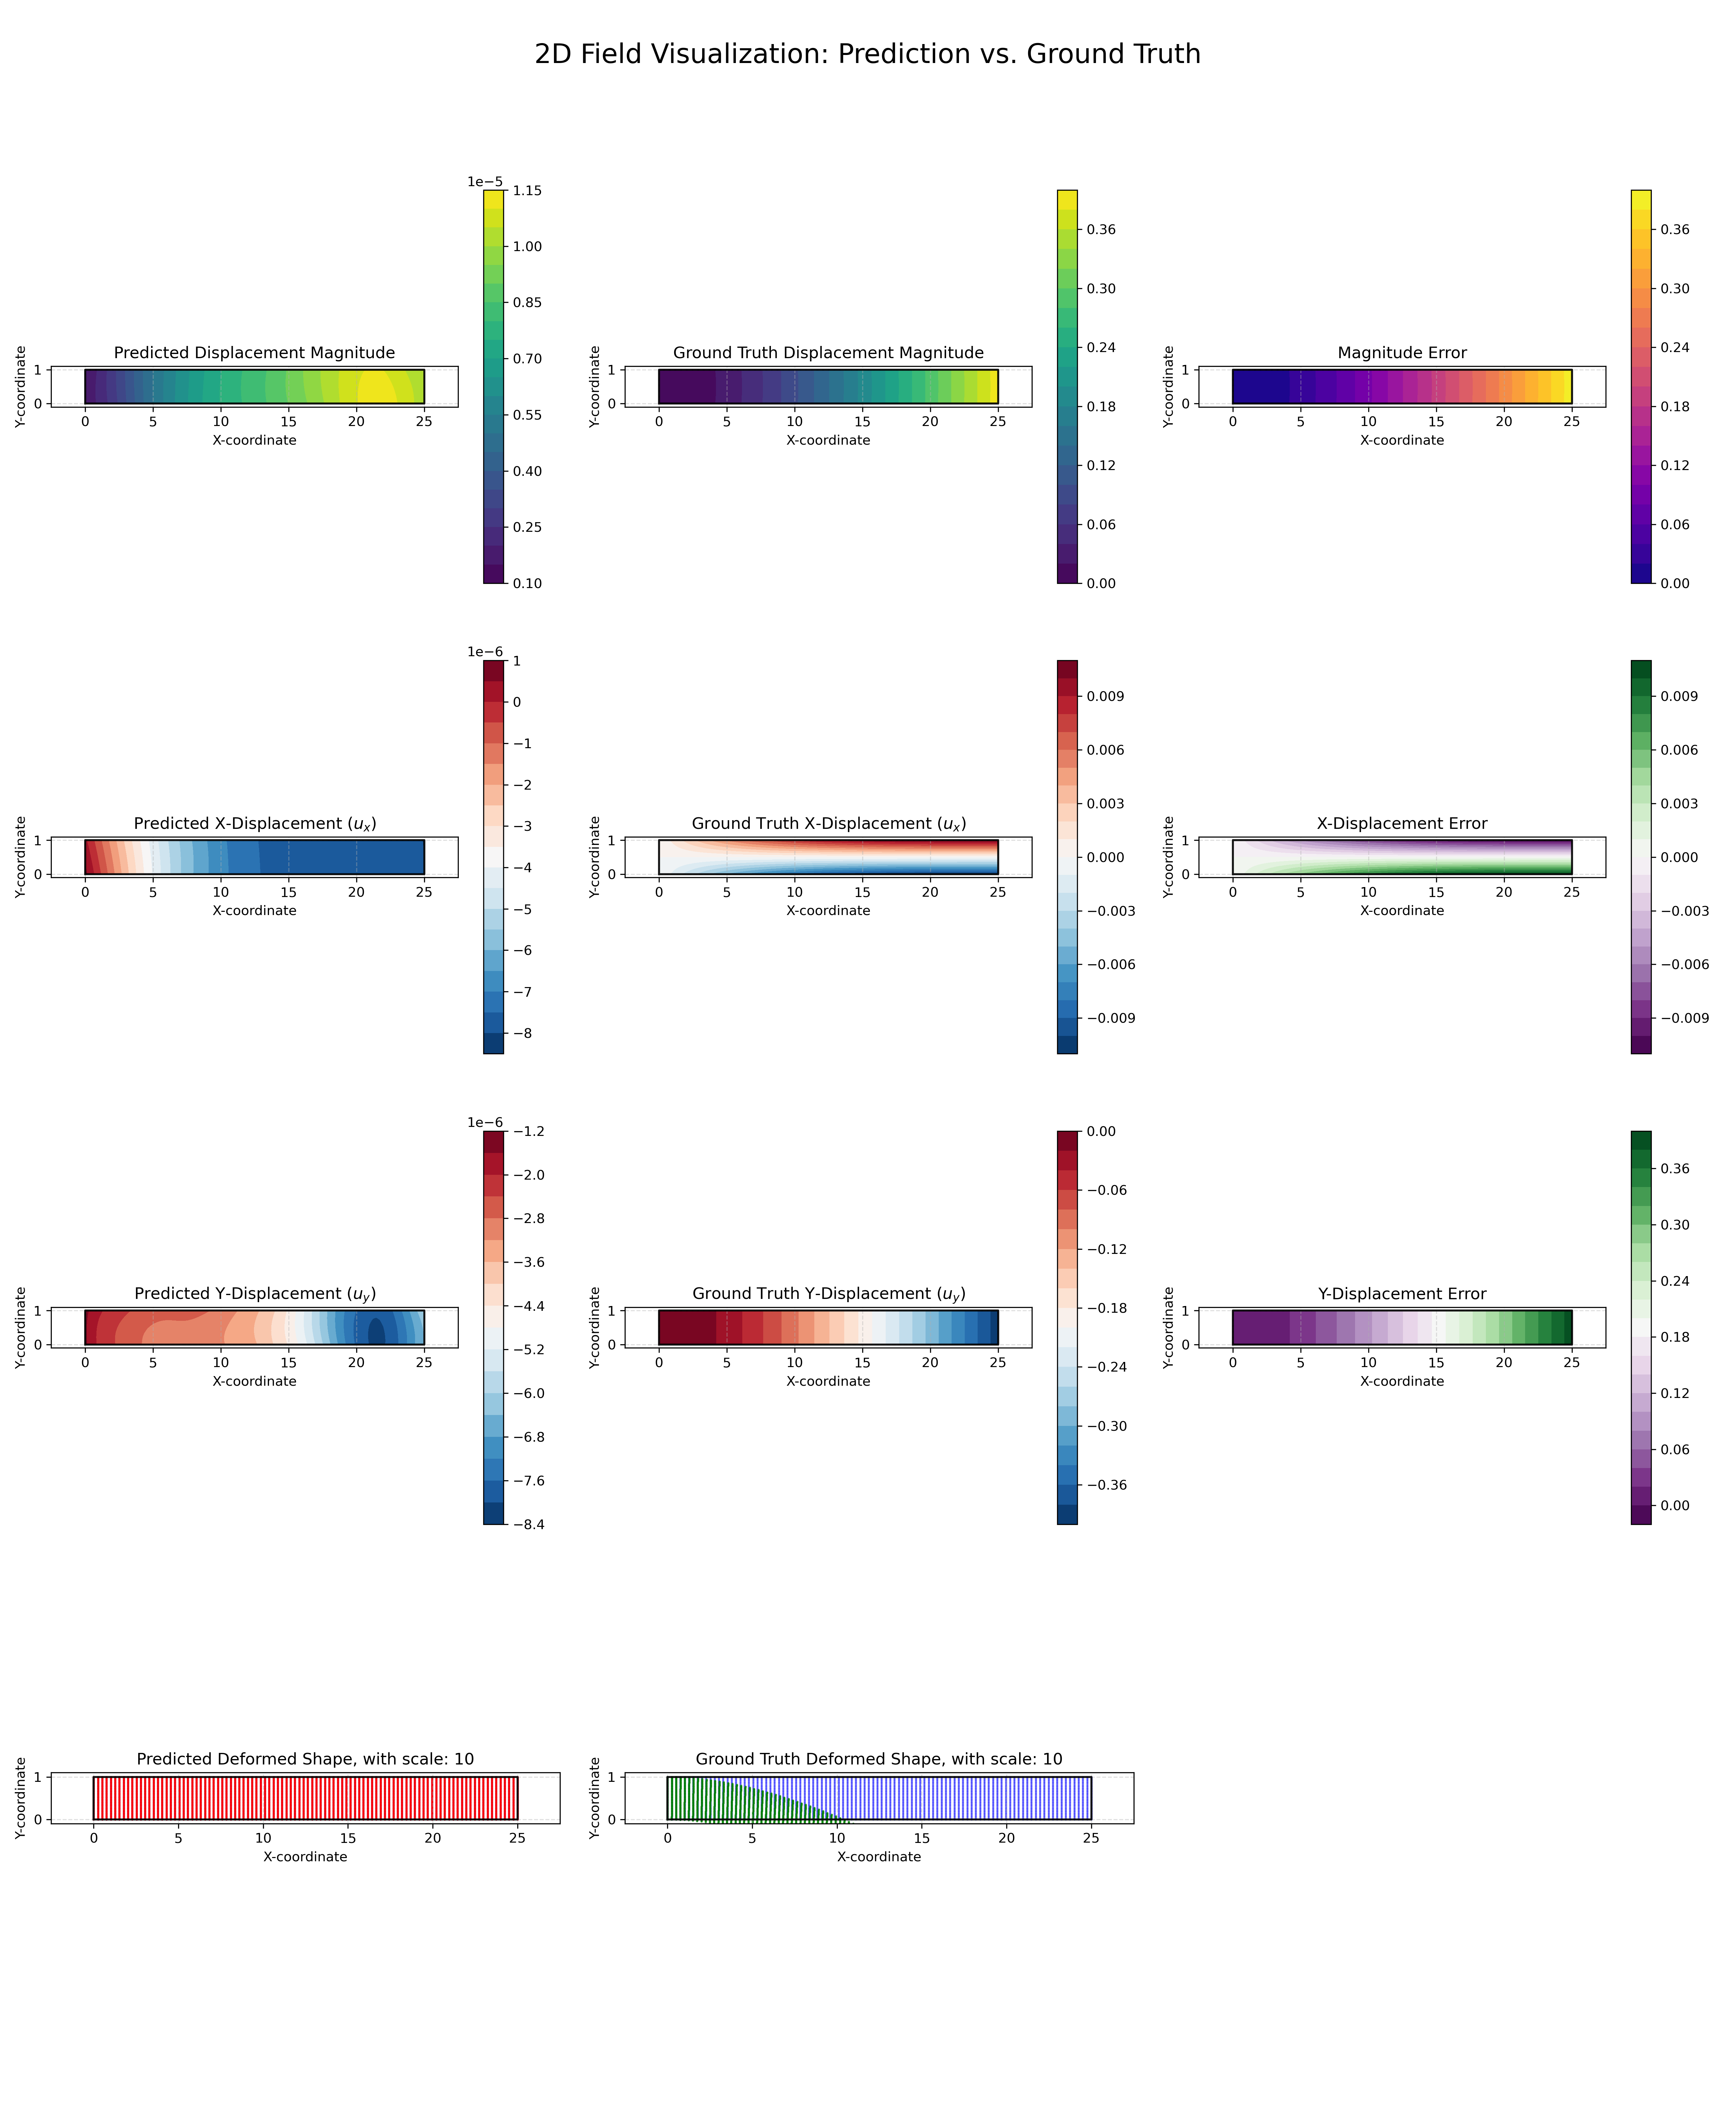 2D Field Visualization: Prediction vs. Ground Truth
1e−5
1.15
1.00
0.85
0.70
0.55
0.40
0.25
0.10
Predicted Displacement Magnitude
Y-coordinate
1
0
0 5 10 15 20 25
X-coordinate
0.36
0.30
0.24
0.18
0.12
0.06
0.00
Ground Truth Displacement Magnitude
Y-coordinate
1
0
0 5 10 15 20 25
X-coordinate
0.36
0.30
0.24
0.18
0.12
0.06
0.00
Magnitude Error
Y-coordinate
1
0
0 5 10 15 20 25
X-coordinate
1e−6
1
0
−1
−2
−3
−4
−5
−6
−7
−8
Predicted X-Displacement (uₓ)
Y-coordinate
1
0
0 5 10 15 20 25
X-coordinate
0.009
0.006
0.003
0.000
−0.003
−0.006
−0.009
Ground Truth X-Displacement (uₓ)
Y-coordinate
1
0
0 5 10 15 20 25
X-coordinate
0.009
0.006
0.003
0.000
−0.003
−0.006
−0.009
X-Displacement Error
Y-coordinate
1
0
0 5 10 15 20 25
X-coordinate
1e−6
−1.2
−2.0
−2.8
−3.6
−4.4
−5.2
−6.0
−6.8
−7.6
−8.4
Predicted Y-Displacement (u_y)
Y-coordinate
1
0
0 5 10 15 20 25
X-coordinate
0.00
−0.06
−0.12
−0.18
−0.24
−0.30
−0.36
Ground Truth Y-Displacement (u_y)
Y-coordinate
1
0
0 5 10 15 20 25
X-coordinate
0.36
0.30
0.24
0.18
0.12
0.06
0.00
Y-Displacement Error
Y-coordinate
1
0
0 5 10 15 20 25
X-coordinate
Predicted Deformed Shape, with scale: 10
Y-coordinate
1
0
0 5 10 15 20 25
X-coordinate
Ground Truth Deformed Shape, with scale: 10
Y-coordinate
1
0
0 5 10 15 20 25
X-coordinate